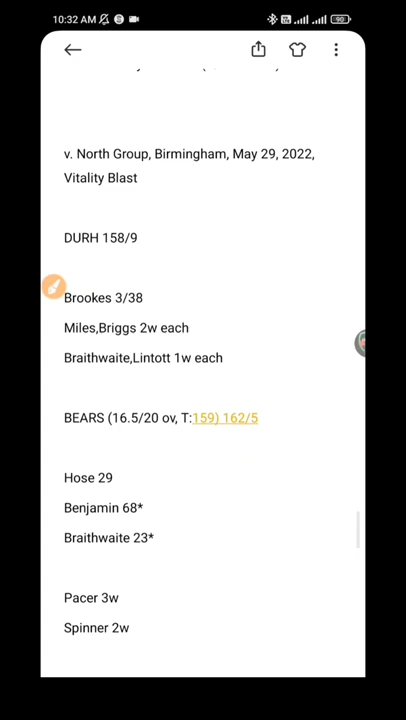 10:32 AM
90
v. North Group, Birmingham, May 29, 2022,
Vitality Blast
DURH 158/9
Brookes 3/38
Miles,Briggs 2w each
Braithwaite,Lintott 1w each
BEARS (16.5/20 ov, T:159) 162/5
Hose 29
Benjamin 68*
Braithwaite 23*
Pacer 3w
Spinner 2w